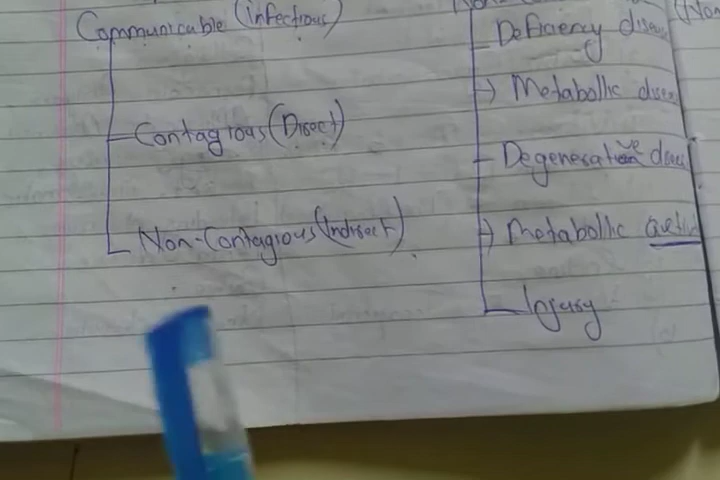 Communicable (Infectious)
Contagious (Direct)
Non-Contagious (Indirect)
Deficiency
Metabolic
Degenerative
Metabolic
Injury